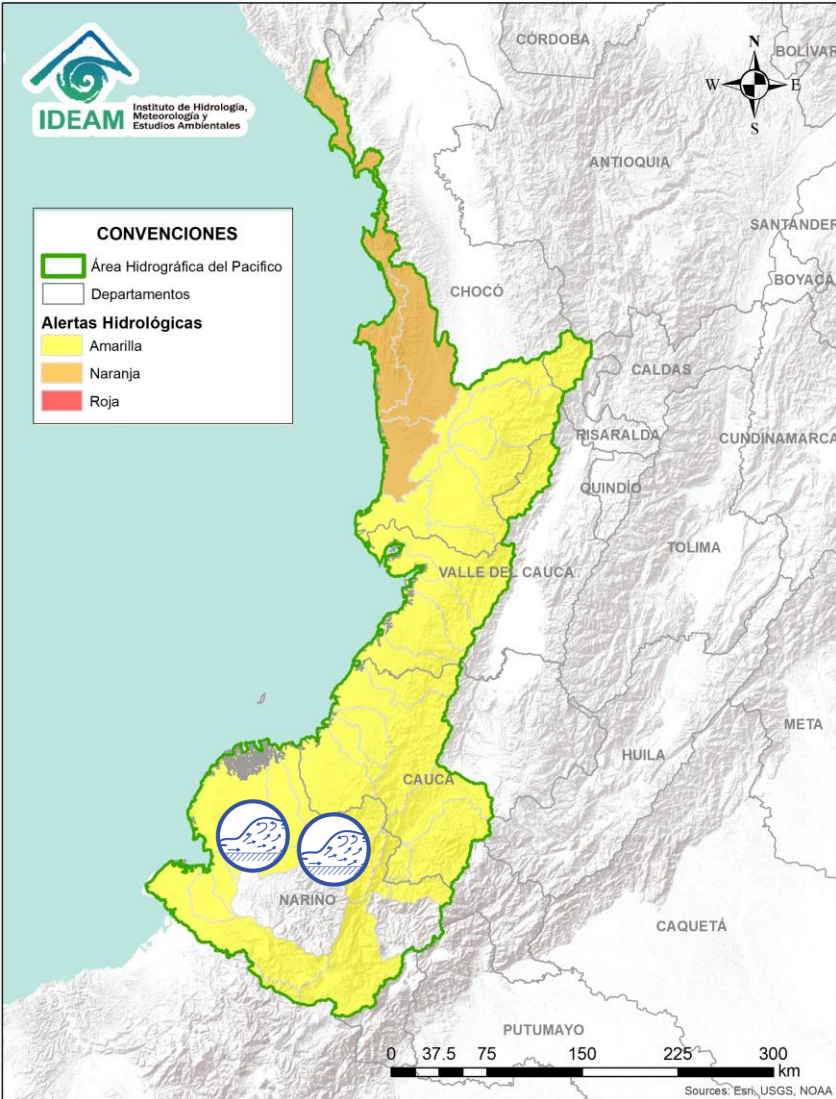 IDEAM
Instituto de Hidrología,
Meteorología y
Estudios Ambientales
CÓRDOBA
BOLÍVAR
N
W
E
S
ANTIOQUIA
SANTANDER
BOYACÁ
CONVENCIONES
Área Hidrográfica del Pacifico
Departamentos
Alertas Hidrológicas
Amarilla
Naranja
Roja
CHOCÓ
CALDAS
RISARALDA
CUNDINAMARCA
QUINDÍO
TOLIMA
VALLE DEL CAUCA
META
HUILA
CAUCA
NARIÑO
CAQUETÁ
PUTUMAYO
0 37.5 75 150 225 300
km
Sources: Esri, USGS, NOAA